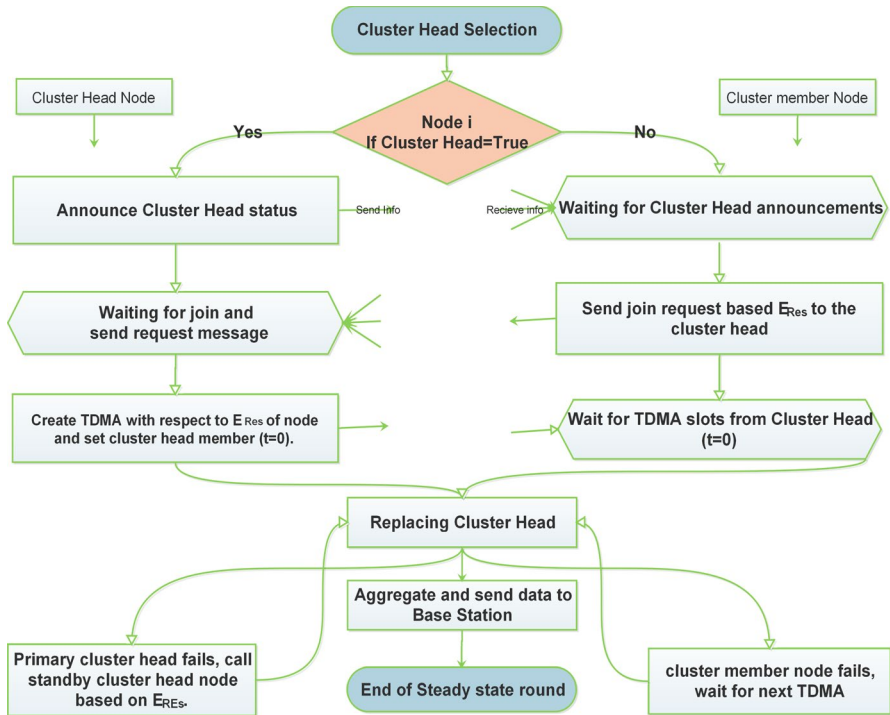 Cluster Head Selection
Cluster Head Node
Cluster member Node
Node i
If Cluster Head=True
Yes
No
Announce Cluster Head status
Send Info
Recieve info
Waiting for Cluster Head announcements
Waiting for join and
send request message
Send join request based ERes to the
cluster head
Create TDMA with respect to E Res of node
and set cluster head member (t=0).
Wait for TDMA slots from Cluster Head
(t=0)
Replacing Cluster Head
Aggregate and send data to
Base Station
Primary cluster head fails, call
standby cluster head node
based on EREs.
End of Steady state round
cluster member node fails,
wait for next TDMA